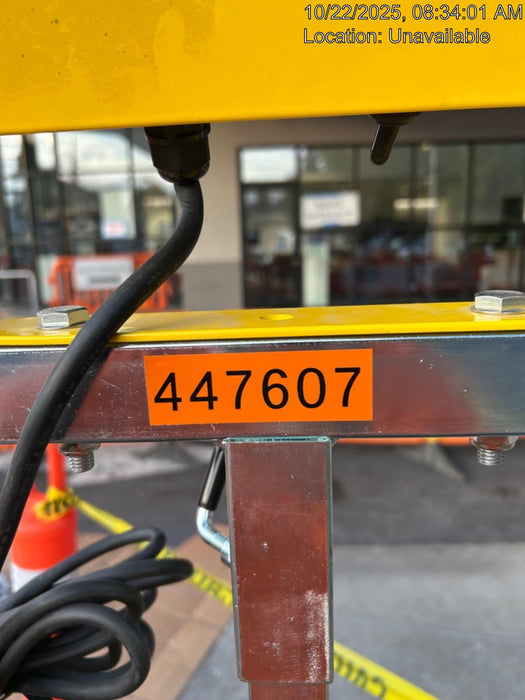 10/22/2025, 08:34:01 AM
Location: Unavailable
447607